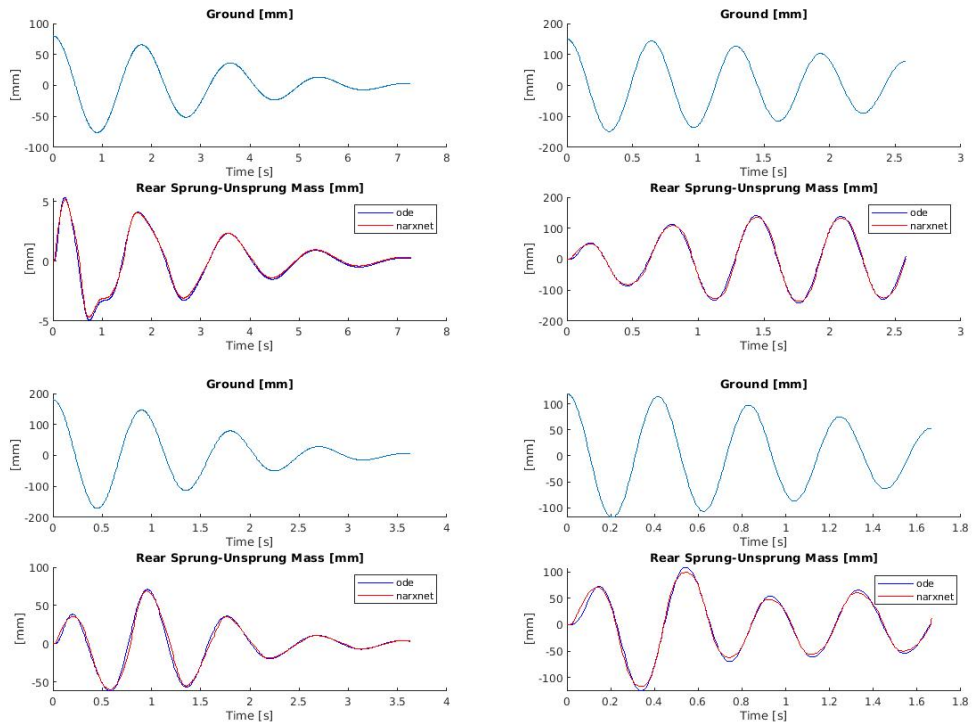 Ground [mm]
100
50
0
-50
-100
[mm]
0 1 2 3 4 5 6 7 8
Time [s]
Rear Sprung-Unsprung Mass [mm]
5
0
-5
[mm]
ode
narxnet
0 1 2 3 4 5 6 7 8
Time [s]
Ground [mm]
200
100
0
-100
-200
[mm]
0 0.5 1 1.5 2 2.5 3
Time [s]
Rear Sprung-Unsprung Mass [mm]
200
100
0
-100
-200
[mm]
ode
narxnet
0 0.5 1 1.5 2 2.5 3
Time [s]
Ground [mm]
200
100
0
-100
-200
[mm]
0 0.5 1 1.5 2 2.5 3 3.5 4
Time [s]
Rear Sprung-Unsprung Mass [mm]
100
50
0
-50
[mm]
ode
narxnet
0 0.5 1 1.5 2 2.5 3 3.5 4
Time [s]
Ground [mm]
100
50
0
-50
-100
[mm]
0 0.2 0.4 0.6 0.8 1 1.2 1.4 1.6 1.8
Time [s]
Rear Sprung-Unsprung Mass [mm]
100
50
0
-50
-100
[mm]
ode
narxnet
0 0.2 0.4 0.6 0.8 1 1.2 1.4 1.6 1.8
Time [s]